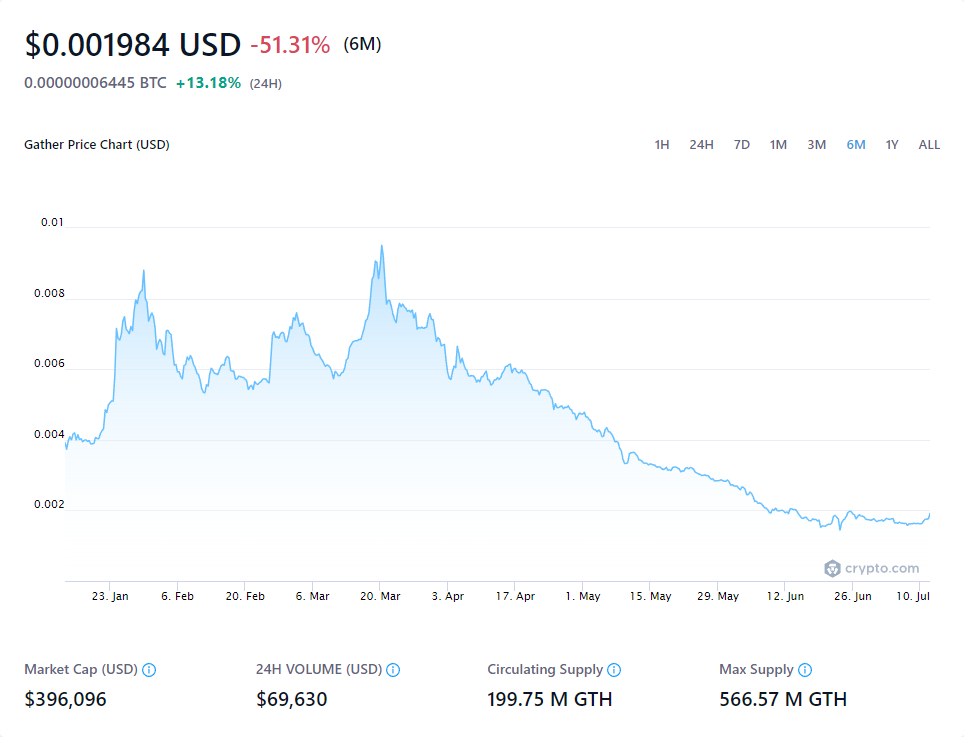 $0.001984 USD -51.31% (6M)
0.00000006445 BTC +13.18% (24H)
Gather Price Chart (USD)
1H 24H 7D 1M 3M 6M 1Y ALL
0.01
0.008
0.006
0.004
0.002
crypto.com
23. Jan 6. Feb 20. Feb 6. Mar 20. Mar 3. Apr 17. Apr 1. May 15. May 29. May 12. Jun 26. Jun 10. Jul
Market Cap (USD) 24H VOLUME (USD) Circulating Supply Max Supply
$396,096 $69,630 199.75 M GTH 566.57 M GTH